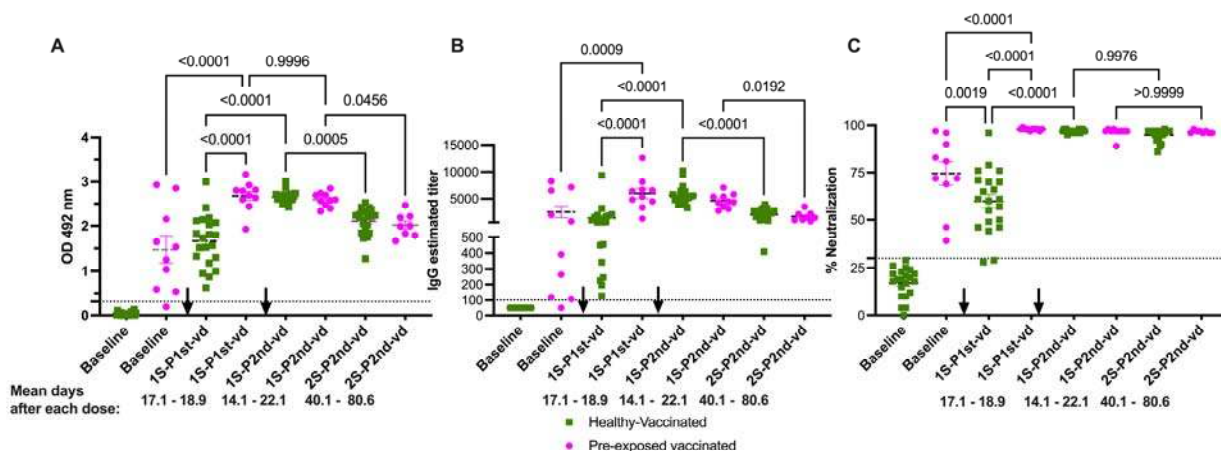 A
B
C
<0.0001
0.9996
<0.0001
0.0456
<0.0001
0.0005
OD 492 nm
4
3
2
1
0
Baseline
Baseline
1S-P1st-vd
1S-P1st-vd
1S-P2nd-vd
1S-P2nd-vd
2S-P2nd-vd
2S-P2nd-vd
0.0009
<0.0001
0.0192
<0.0001
<0.0001
IgG estimated titer
15000
10000
5000
500
400
300
200
100
0
Baseline
Baseline
1S-P1st-vd
1S-P1st-vd
1S-P2nd-vd
1S-P2nd-vd
2S-P2nd-vd
2S-P2nd-vd
<0.0001
0.9976
0.0019
<0.0001
>0.9999
% Neutralization
100
75
50
25
0
Baseline
Baseline
1S-P1st-vd
1S-P1st-vd
1S-P2nd-vd
1S-P2nd-vd
2S-P2nd-vd
2S-P2nd-vd
Mean days
after each dose:
17.1 - 18.9 14.1 - 22.1 40.1 - 80.6
17.1 - 18.9 14.1 - 22.1 40.1 - 80.6
17.1 - 18.9 14.1 - 22.1 40.1 - 80.6
Healthy-Vaccinated
Pre-exposed vaccinated